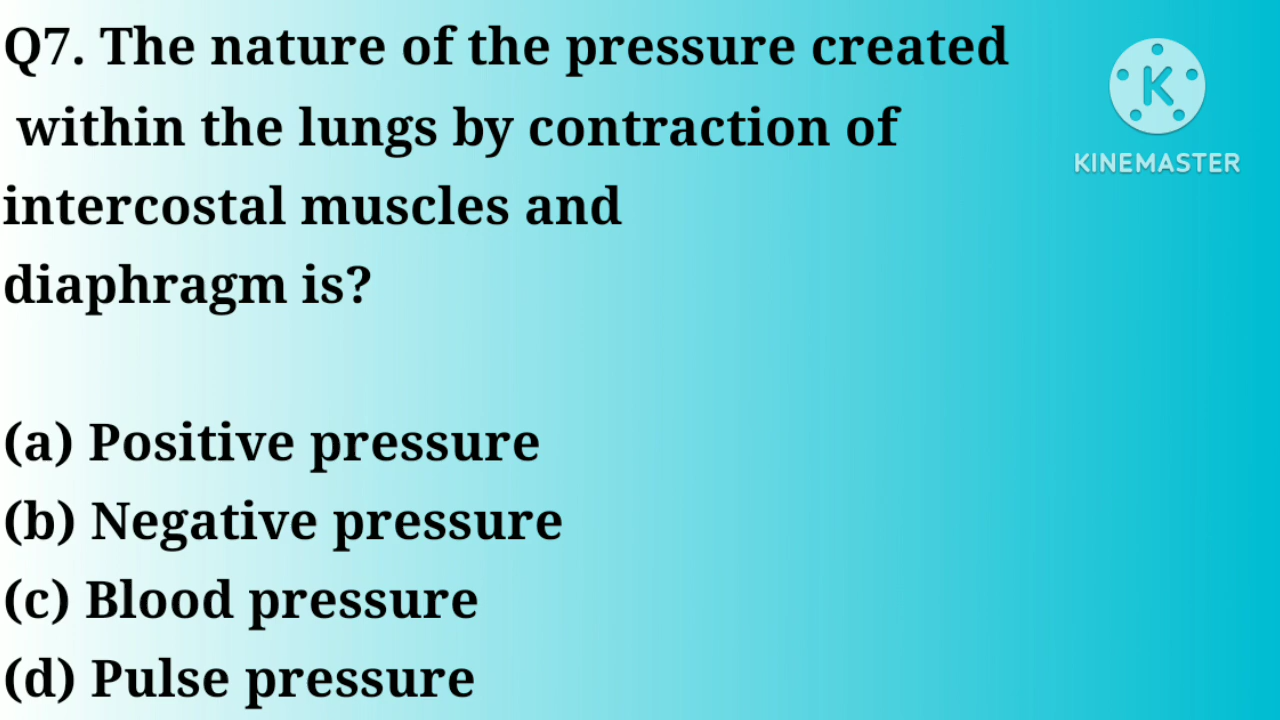 Q7. The nature of the pressure created
within the lungs by contraction of
intercostal muscles and
diaphragm is?
(a) Positive pressure
(b) Negative pressure
(c) Blood pressure
(d) Pulse pressure
K
KINEMASTER